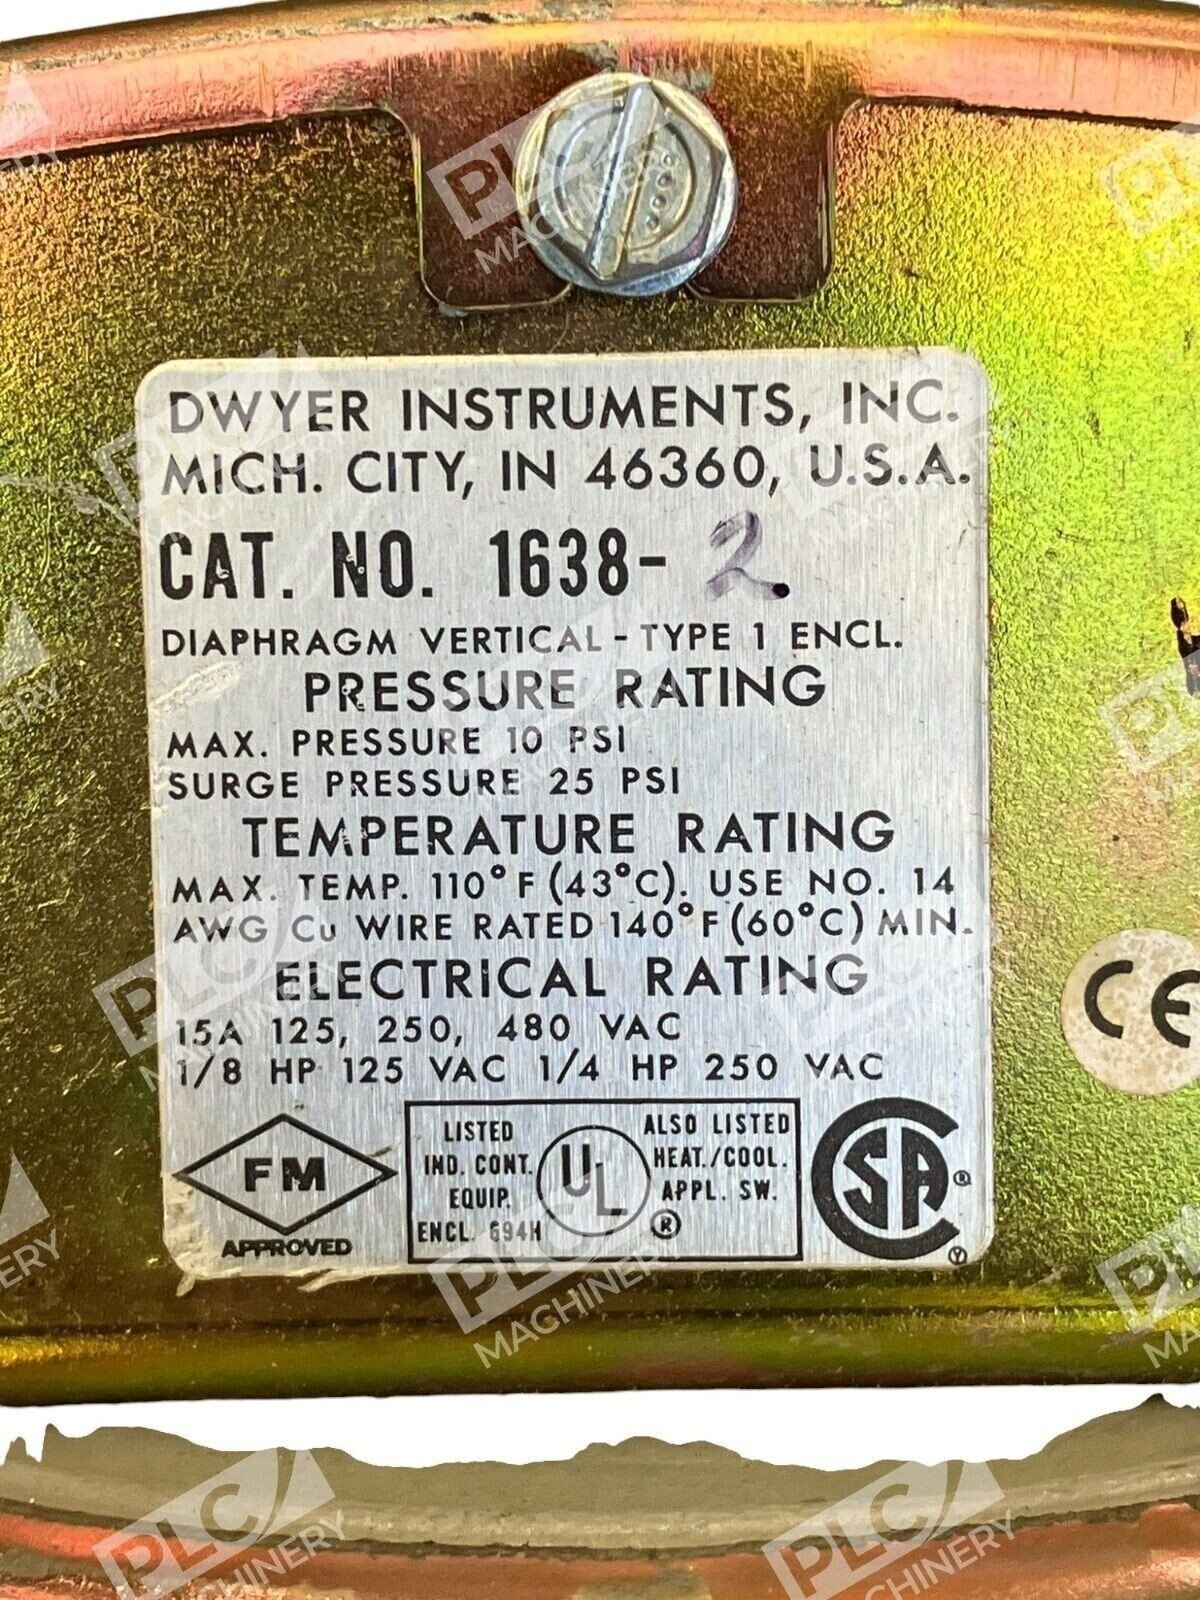 DWYER INSTRUMENTS, INC.
MICH. CITY, IN 46360, U.S.A.
CAT. NO. 1638-2
DIAPHRAGM VERTICAL - TYPE 1 ENCL.
PRESSURE RATING
MAX. PRESSURE 10 PSI
SURGE PRESSURE 25 PSI
TEMPERATURE RATING
MAX. TEMP. 110°F (43°C). USE NO. 14
AWG Cu WIRE RATED 140°F (60°C) MIN.
ELECTRICAL RATING
15A 125, 250, 480 VAC
1/8 HP 125 VAC 1/4 HP 250 VAC
FM
APPROVED
LISTED
IND. CONT.
EQUIP.
ENCL. 694H
UL
®
ALSO LISTED
HEAT./COOL.
APPL. SW.
CSA
®
CE
PLC
MACHINERY